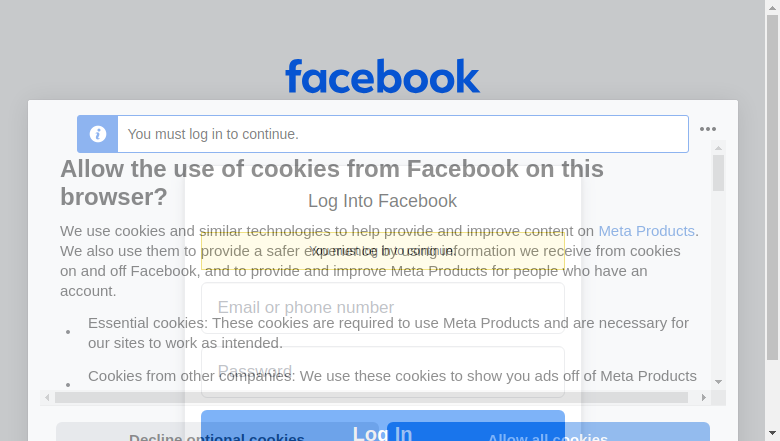 facebook
You must log in to continue.
Allow the use of cookies from Facebook on this
browser?
Log Into Facebook
We use cookies and similar technologies to help provide and improve content on Meta Products.
We also use them to provide a safer experience by using information we receive from cookies
You must log in to continue.
on and off Facebook, and to provide and improve Meta Products for people who have an
account.
Email or phone number
Essential cookies: These cookies are required to use Meta Products and are necessary for
our sites to work as intended.
Password
Cookies from other companies: We use these cookies to show you ads off of Meta Products
Log In
Decline optional cookies
Allow all cookies